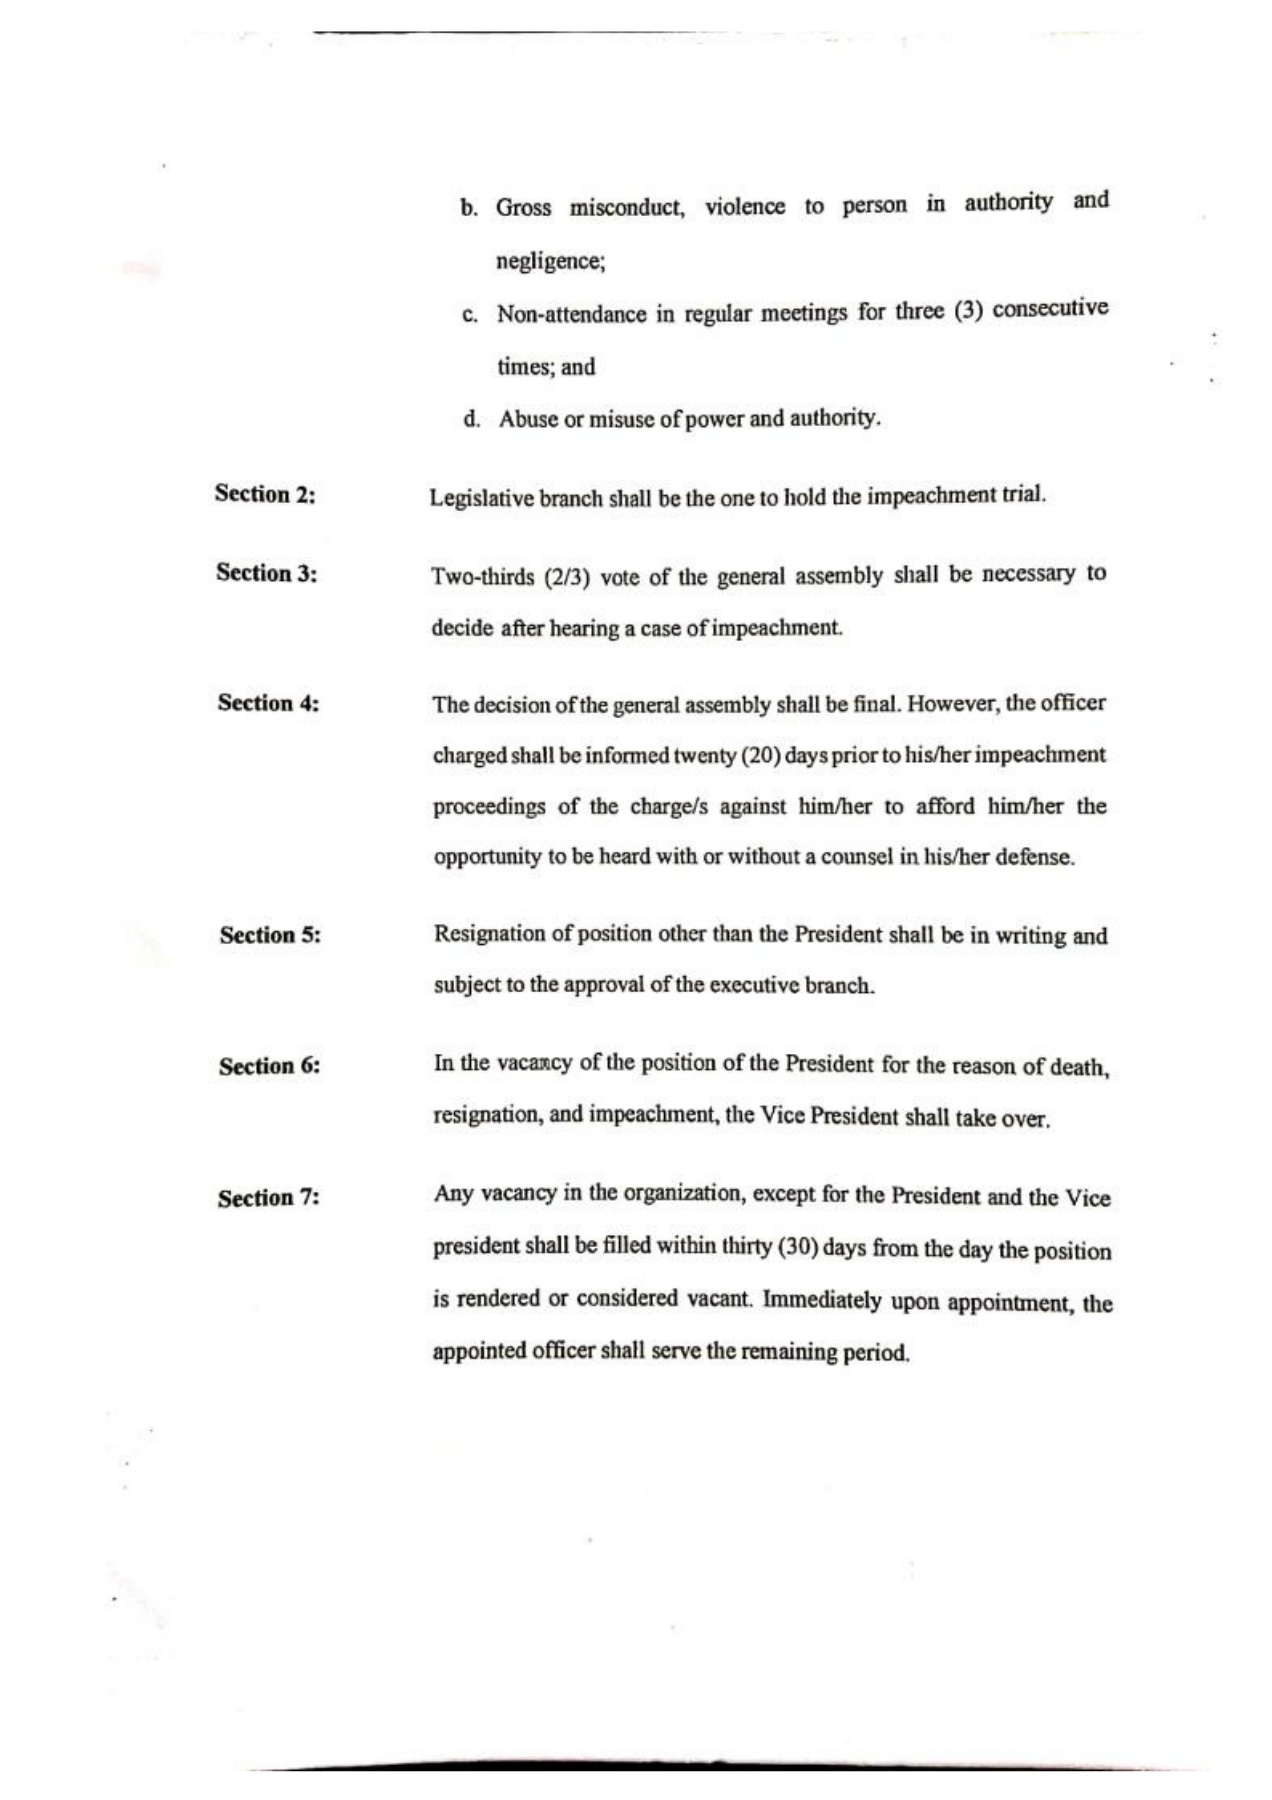 b. Gross misconduct, violence to person in authority and
negligence;
c. Non-attendance in regular meetings for three (3) consecutive
times; and
d. Abuse or misuse of power and authority.
Section 2: Legislative branch shall be the one to hold the impeachment trial.
Section 3: Two-thirds (2/3) vote of the general assembly shall be necessary to
decide after hearing a case of impeachment.
Section 4: The decision of the general assembly shall be final. However, the officer
charged shall be informed twenty (20) days prior to his/her impeachment
proceedings of the charge/s against him/her to afford him/her the
opportunity to be heard with or without a counsel in his/her defense.
Section 5: Resignation of position other than the President shall be in writing and
subject to the approval of the executive branch.
Section 6: In the vacancy of the position of the President for the reason of death,
resignation, and impeachment, the Vice President shall take over.
Section 7: Any vacancy in the organization, except for the President and the Vice
president shall be filled within thirty (30) days from the day the position
is rendered or considered vacant. Immediately upon appointment, the
appointed officer shall serve the remaining period.